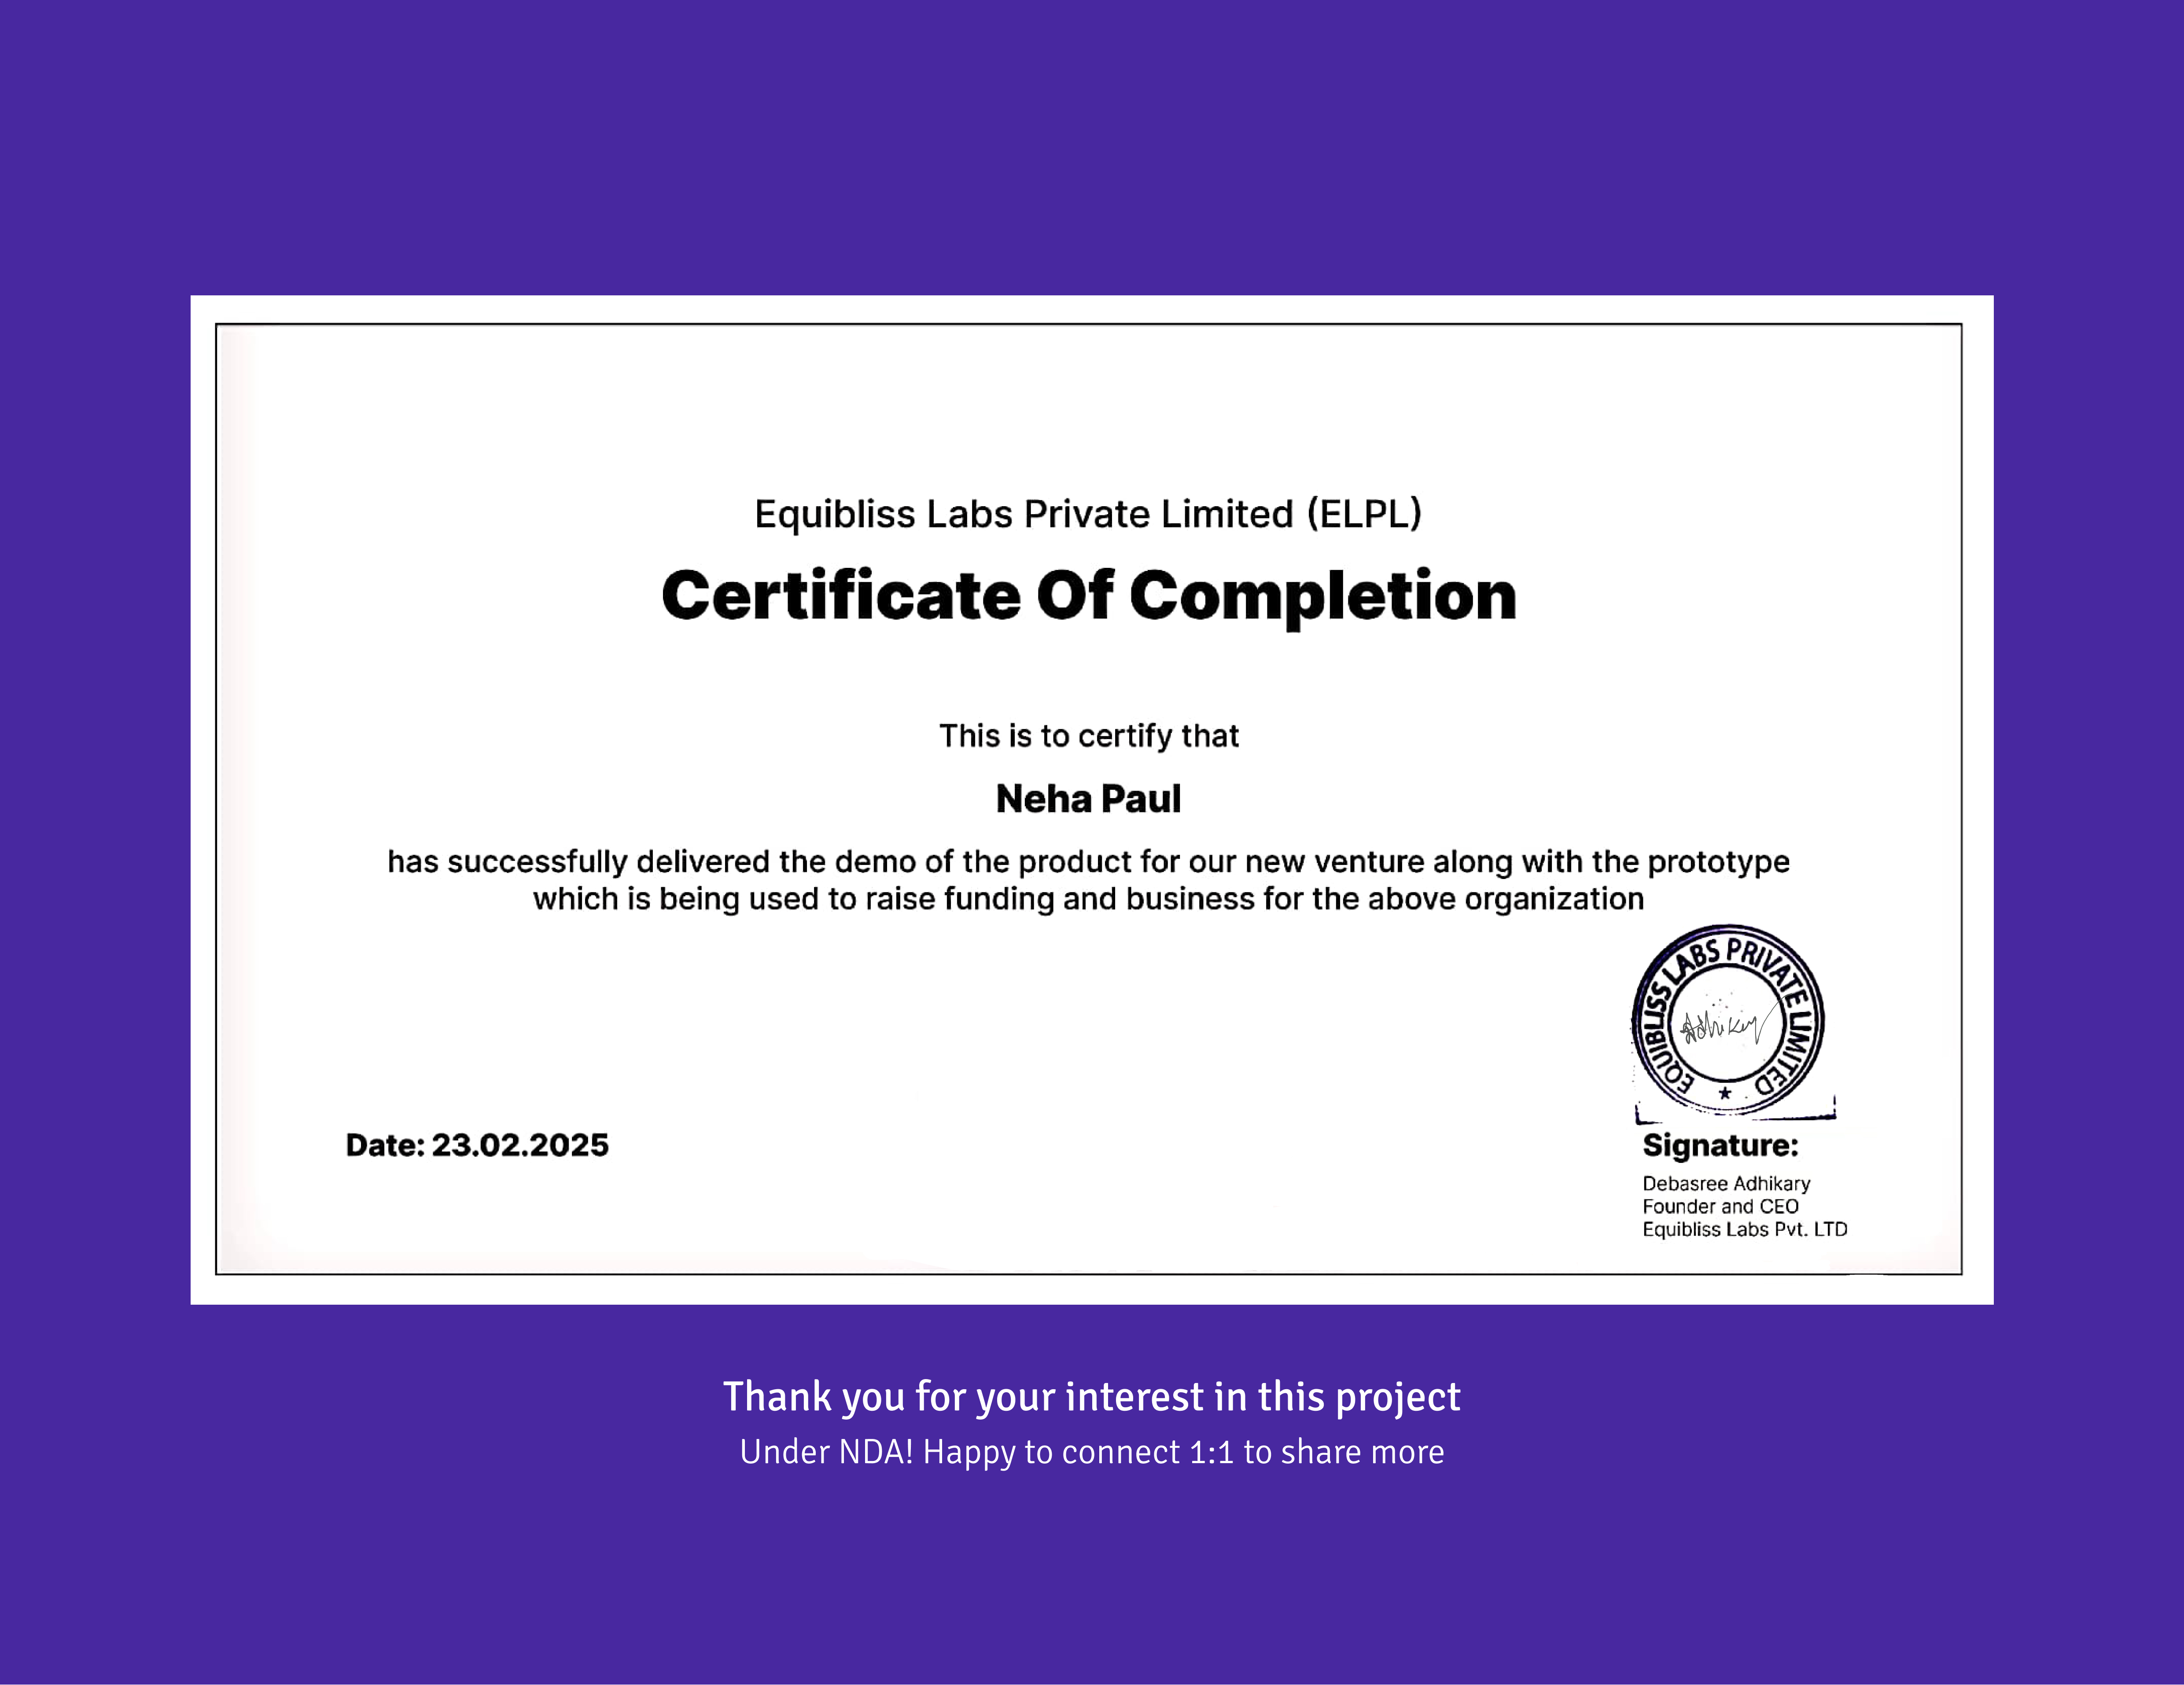 Equibliss Labs Private Limited (ELPL)
Certificate Of Completion
This is to certify that
Neha Paul
has successfully delivered the demo of the product for our new venture along with the prototype
which is being used to raise funding and business for the above organization
EQUIBLISS LABS PRIVATE LIMITED
Adhikary
Date: 23.02.2025
Signature:
Debasree Adhikary
Founder and CEO
Equibliss Labs Pvt. LTD
Thank you for your interest in this project
Under NDA! Happy to connect 1:1 to share more